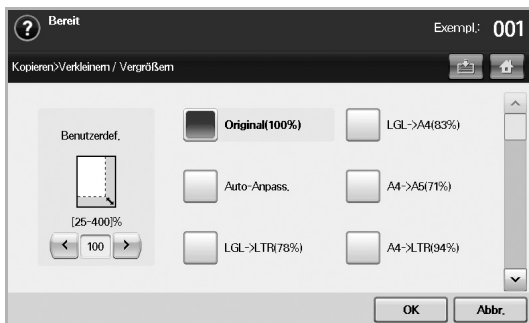 ? Bereit
Exempl.: 001
Kopieren>Verkleinern / Vergrößern
Benutzerdef.
[25-400]%
< 100 >
Original(100%)
LGL->A4(83%)
Auto-Anpass.
A4->A5(71%)
LGL->LTR(78%)
A4->LTR(94%)
OK
Abbr.